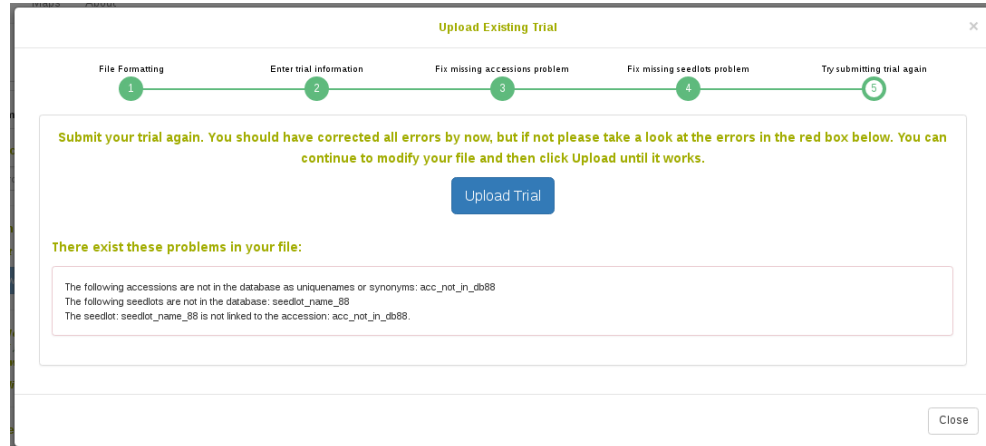 Maps About
Upload Existing Trial ×
File Formatting Enter trial information Fix missing accessions problem Fix missing seedlots problem Try submitting trial again
1 2 3 4 5
Submit your trial again. You should have corrected all errors by now, but if not please take a look at the errors in the red box below. You can
continue to modify your file and then click Upload until it works.
Upload Trial
There exist these problems in your file:
The following accessions are not in the database as uniquenames or synonyms: acc_not_in_db88
The following seedlots are not in the database: seedlot_name_88
The seedlot: seedlot_name_88 is not linked to the accession: acc_not_in_db88.
Close